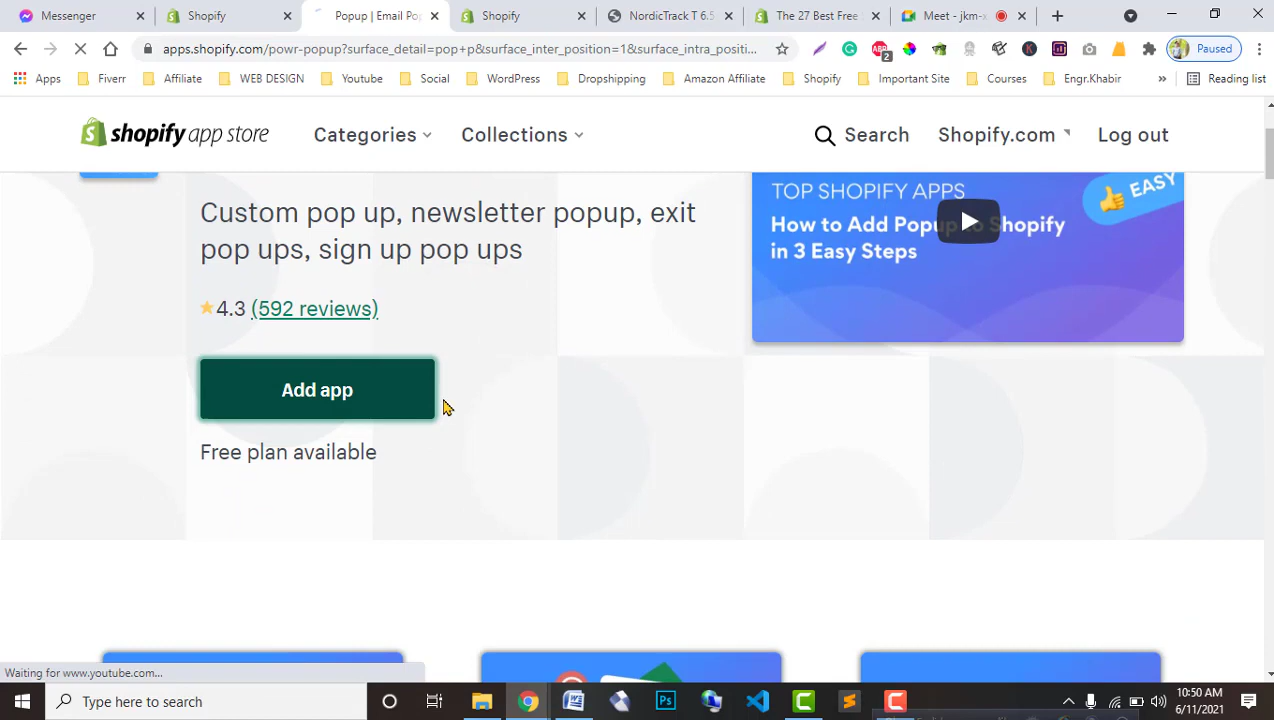 Messenger
Shopify
Popup | Email Pop
Shopify
NordicTrack T 6.5
The 27 Best Free
Meet - jkm-x
apps.shopify.com/powr-popup?surface_detail=pop+p&surface_inter_position=1&surface_intra_positi...
2
Paused
Apps
Fiverr
Affiliate
WEB DESIGN
Youtube
Social
WordPress
Dropshipping
Amazon Affiliate
Shopify
Important Site
Courses
Engr.Khabir
»
Reading list
shopify app store
Categories
Collections
Search
Shopify.com
Log out
Custom pop up, newsletter popup, exit
pop ups, sign up pop ups
4.3 (592 reviews)
Add app
Free plan available
TOP SHOPIFY APPS
How to Add Popup to Shopify
in 3 Easy Steps
EASY
Waiting for www.youtube.com...
Type here to search
Ps
10:50 AM
6/11/2021